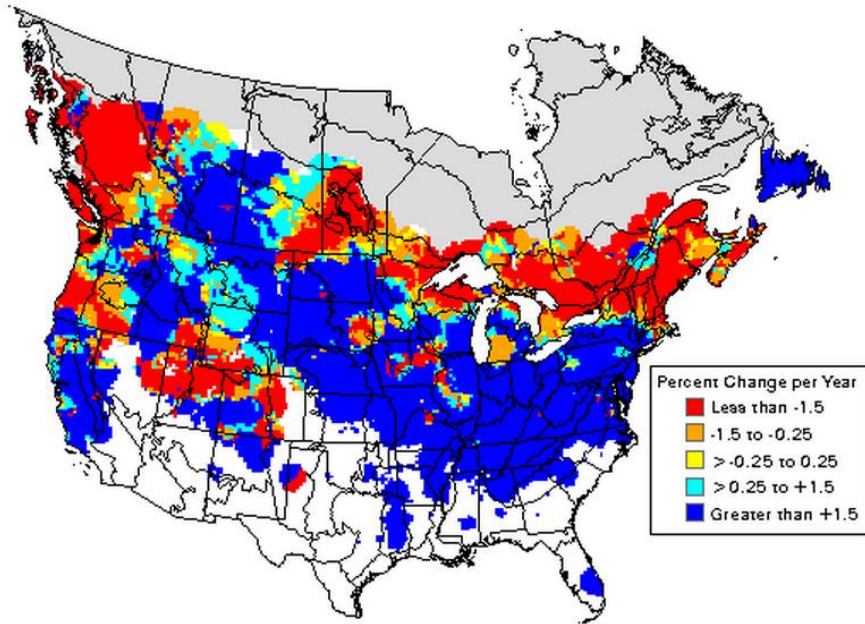 Percent Change per Year
Less than -1.5
-1.5 to -0.25
> -0.25 to 0.25
> 0.25 to +1.5
Greater than +1.5